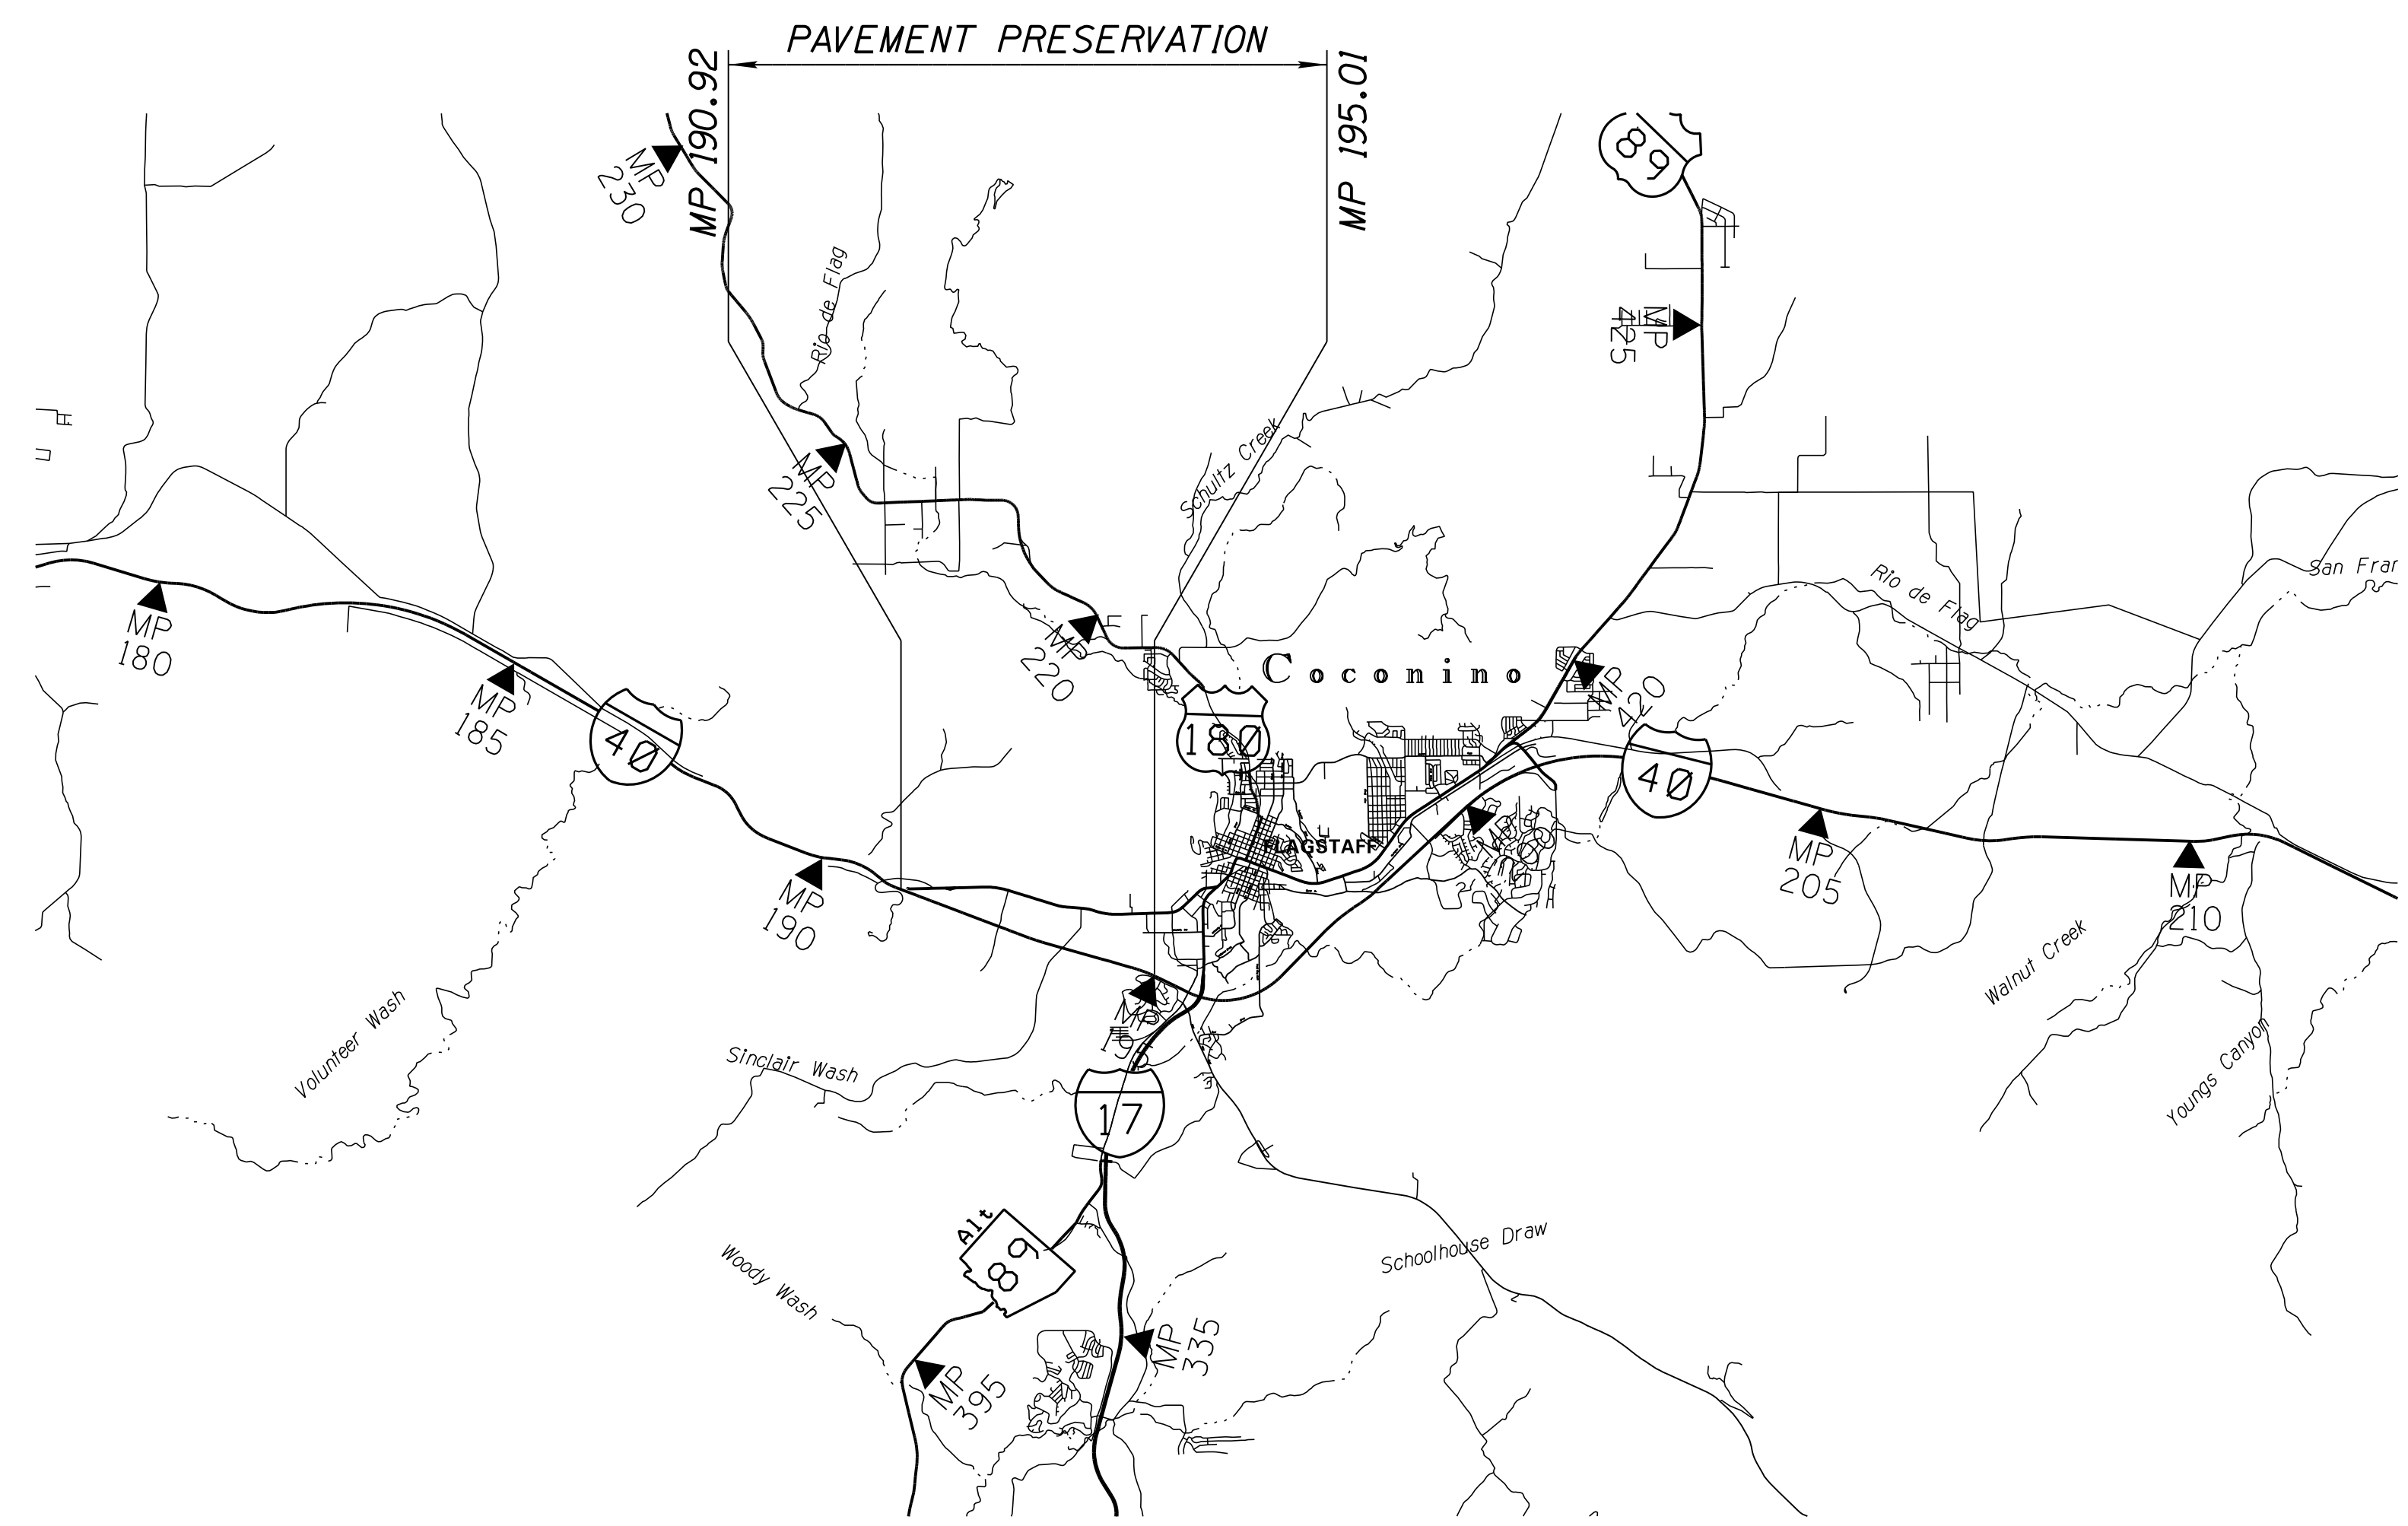 PAVEMENT PRESERVATION
MP 190.92
MP 195.01
MP
230
89
Rio de Flag
MP
425
MP
225
Schultz Creek
Rio de Flag
San Fran
MP
180
MP
220
Coconino
MP
420
MP
185
40
180
40
FLAGSTAFF
MP
205
MP
190
MP
210
Walnut Creek
Volunteer Wash
MP
Sinclair Wash
Youngs Canyon
17
Alt
89
Woody Wash
Schoolhouse Draw
MP
335
MP
395